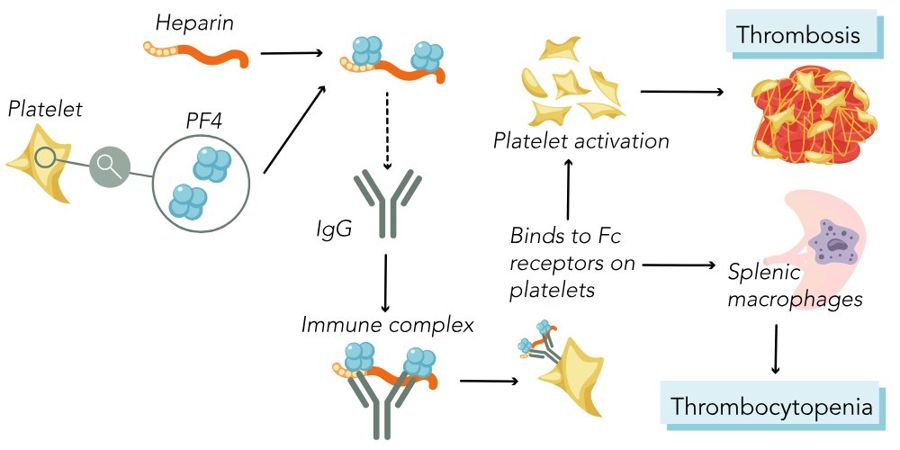 Heparin
Platelet
PF4
IgG
Immune complex
Platelet activation
Thrombosis
Binds to Fc
receptors on
platelets
Splenic
macrophages
Thrombocytopenia